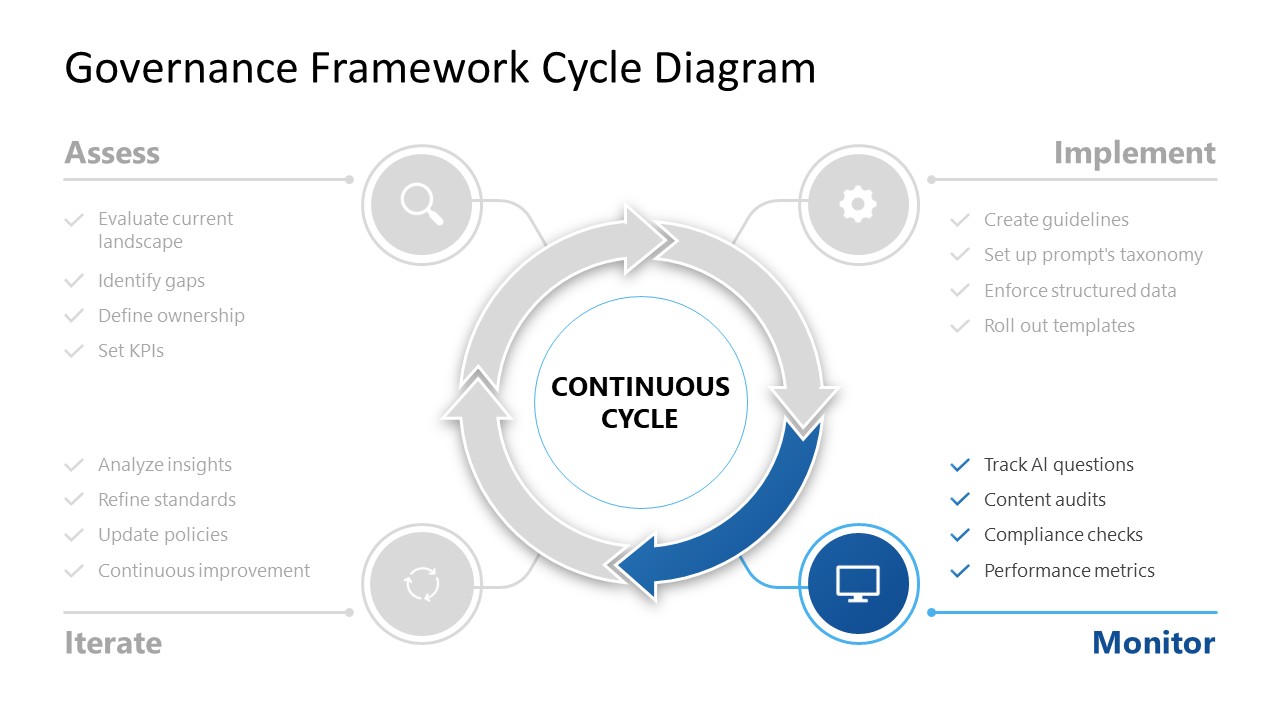 Governance Framework Cycle Diagram
Assess
Evaluate current
landscape
Identify gaps
Define ownership
Set KPIs
Implement
Create guidelines
Set up prompt's taxonomy
Enforce structured data
Roll out templates
CONTINUOUS
CYCLE
Analyze insights
Refine standards
Update policies
Continuous improvement
Iterate
Track AI questions
Content audits
Compliance checks
Performance metrics
Monitor